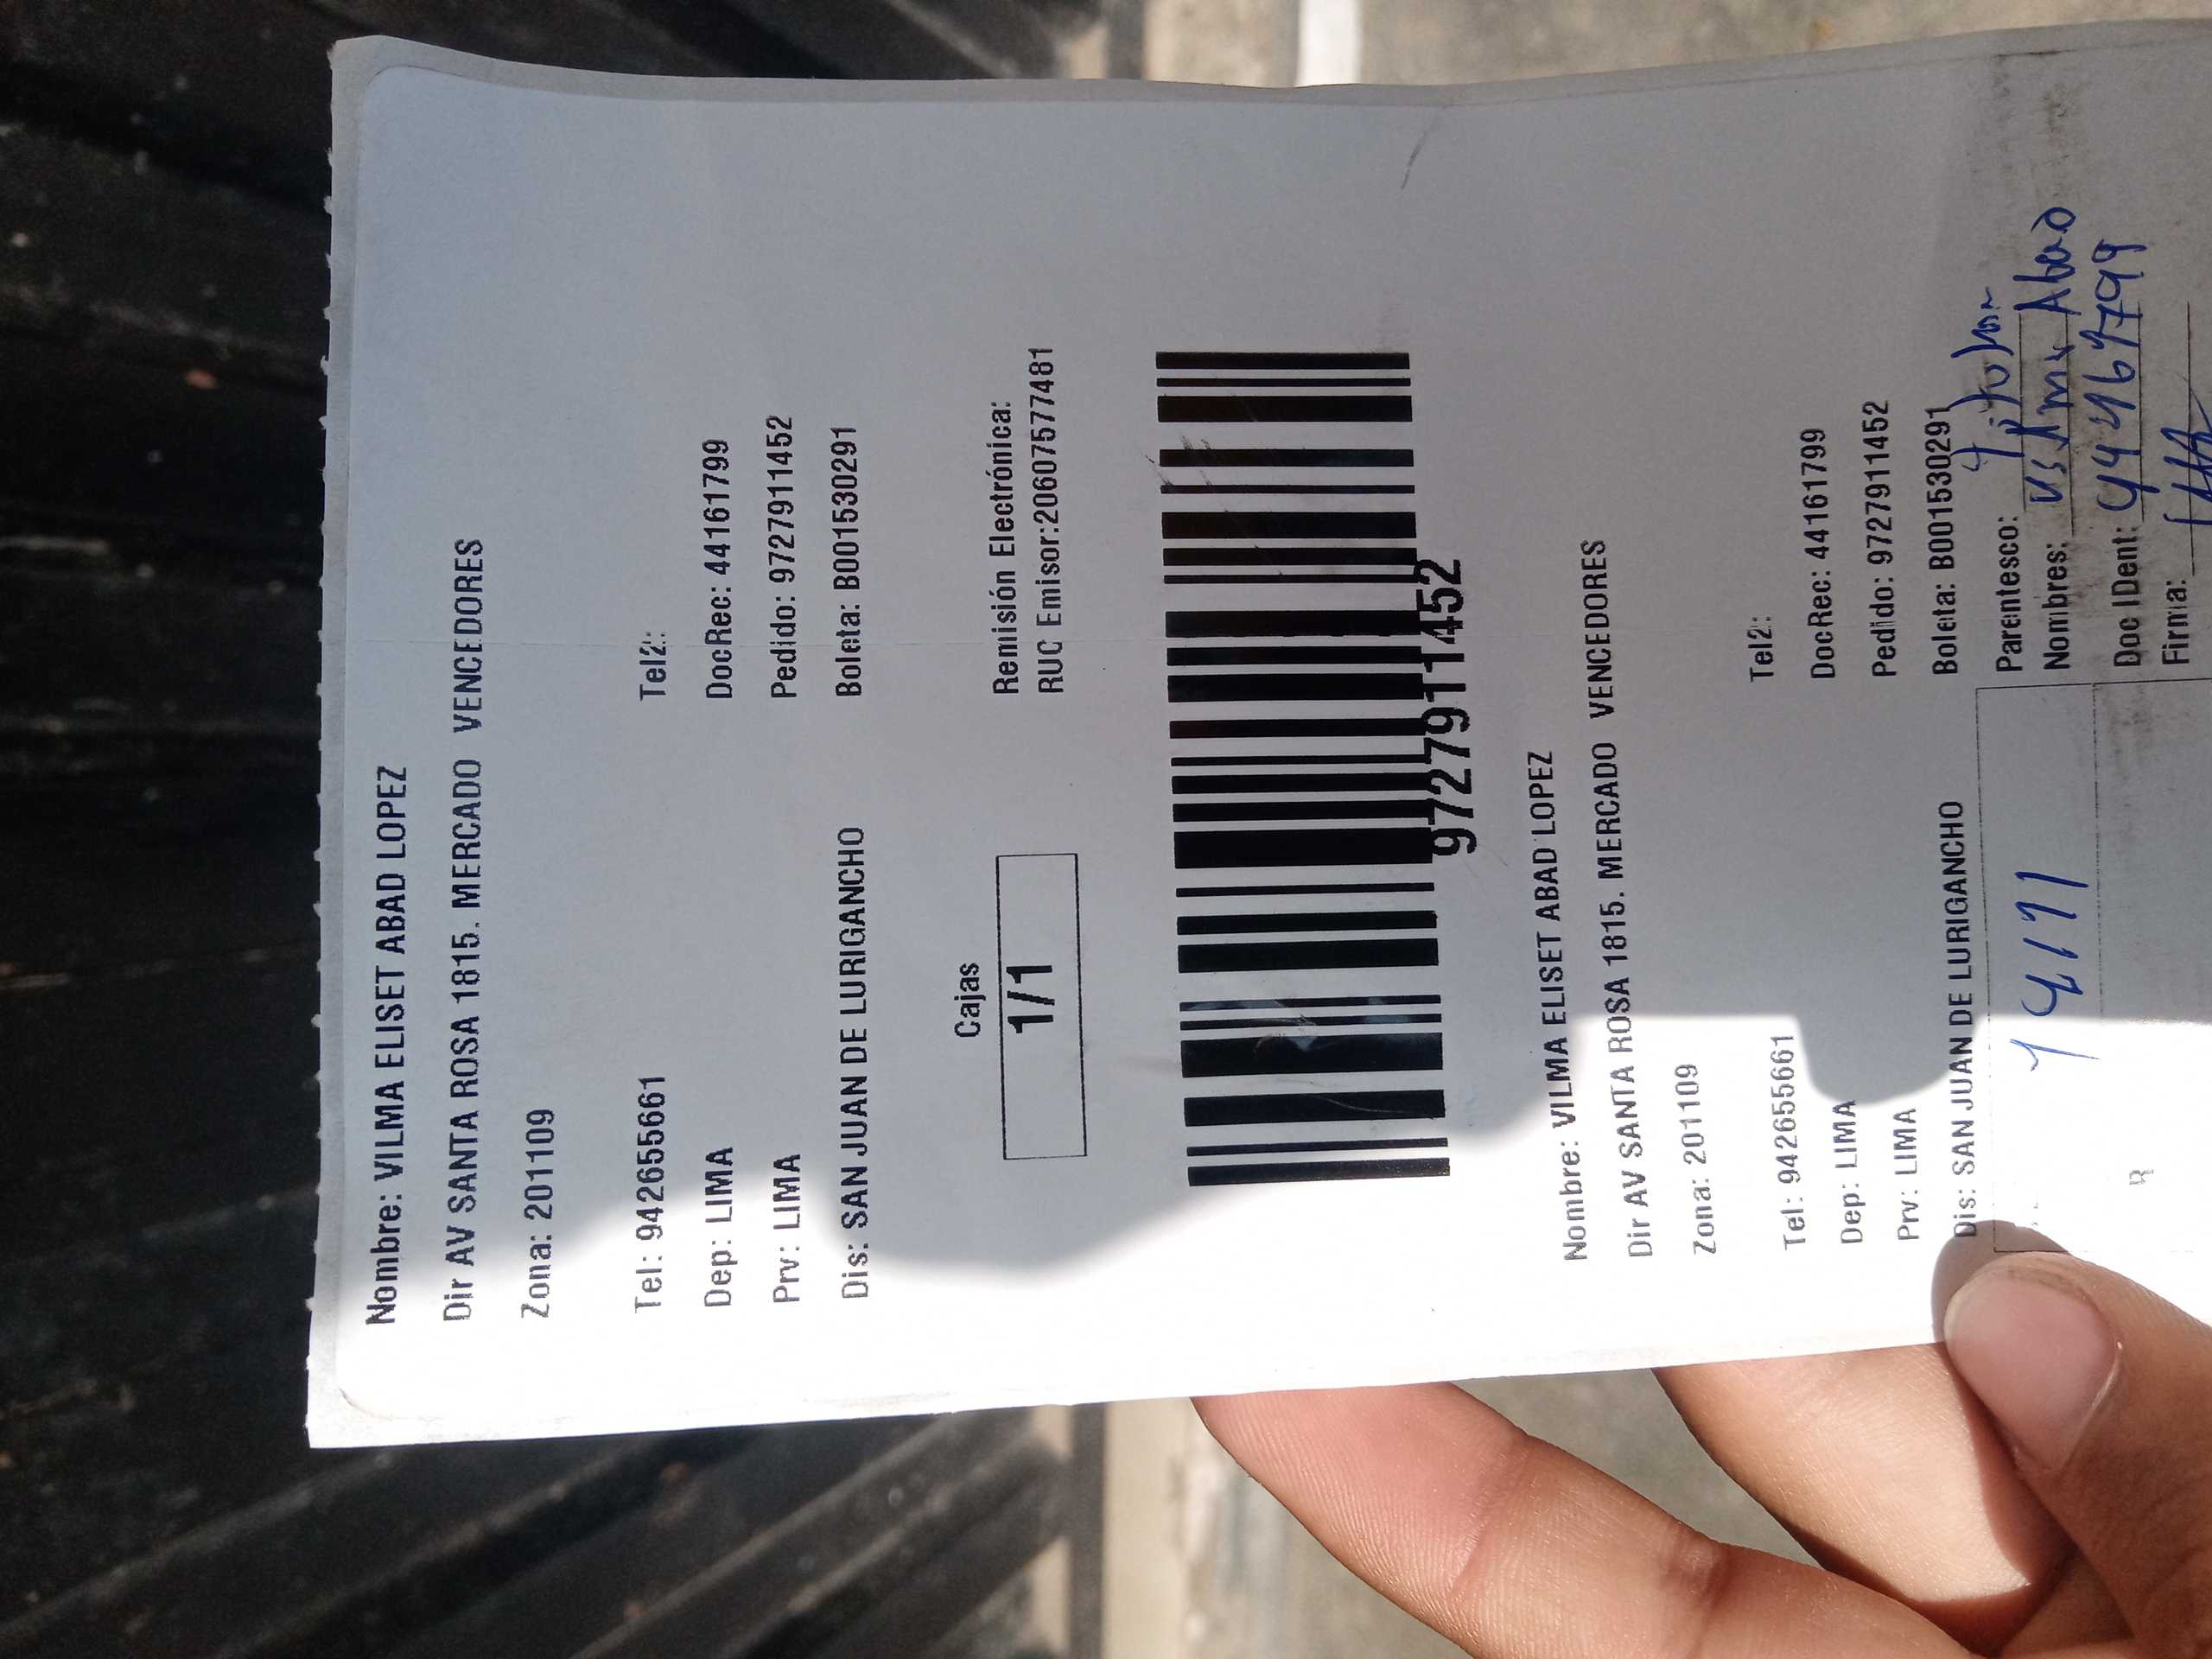 Nombre: VILMA ELISET ABAD LOPEZ
Dir AV SANTA ROSA 1815. MERCADO VENCEDORES
Zona: 201109
Tel: 942655661 Tel2:
Dep: LIMA DocRec: 44161799
Prv: LIMA Pedido: 9727911452
Dis: SAN JUAN DE LURIGANCHO Boleta: B001530291
Cajas
1/1
Remisión Electrónica:
RUC Emisor:20607577481
9727911452
Nombre: VILMA ELISET ABAD LOPEZ
Dir AV SANTA ROSA 1815. MERCADO VENCEDORES
Zona: 201109
Tel: 942655661 Tel2:
Dep: LIMA DocRec: 44161799
Prv: LIMA Pedido: 9727911452
Dis: SAN JUAN DE LURIGANCHO Boleta: B001530291
Parentesco:
Nombres: Abad
Doc IDent: 44161799
Firma: